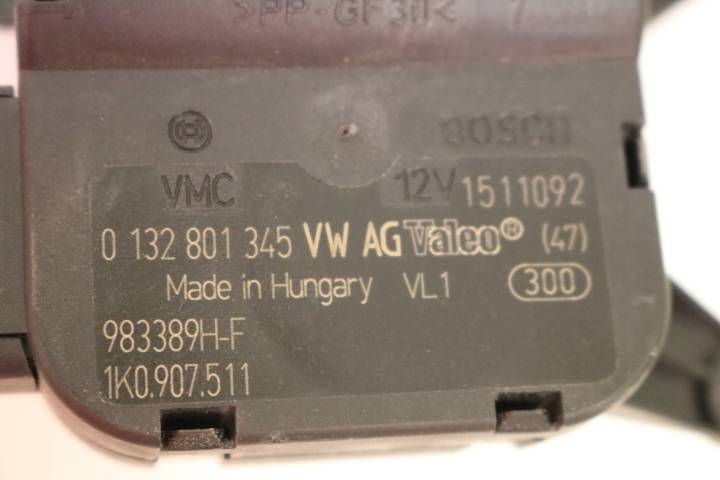 >PP-GF30< 7
BOSCH
VMC 12V 1511092
0 132 801 345 VW AG Valeo® (47)
Made in Hungary VL1 300
983389H-F
1K0.907.511